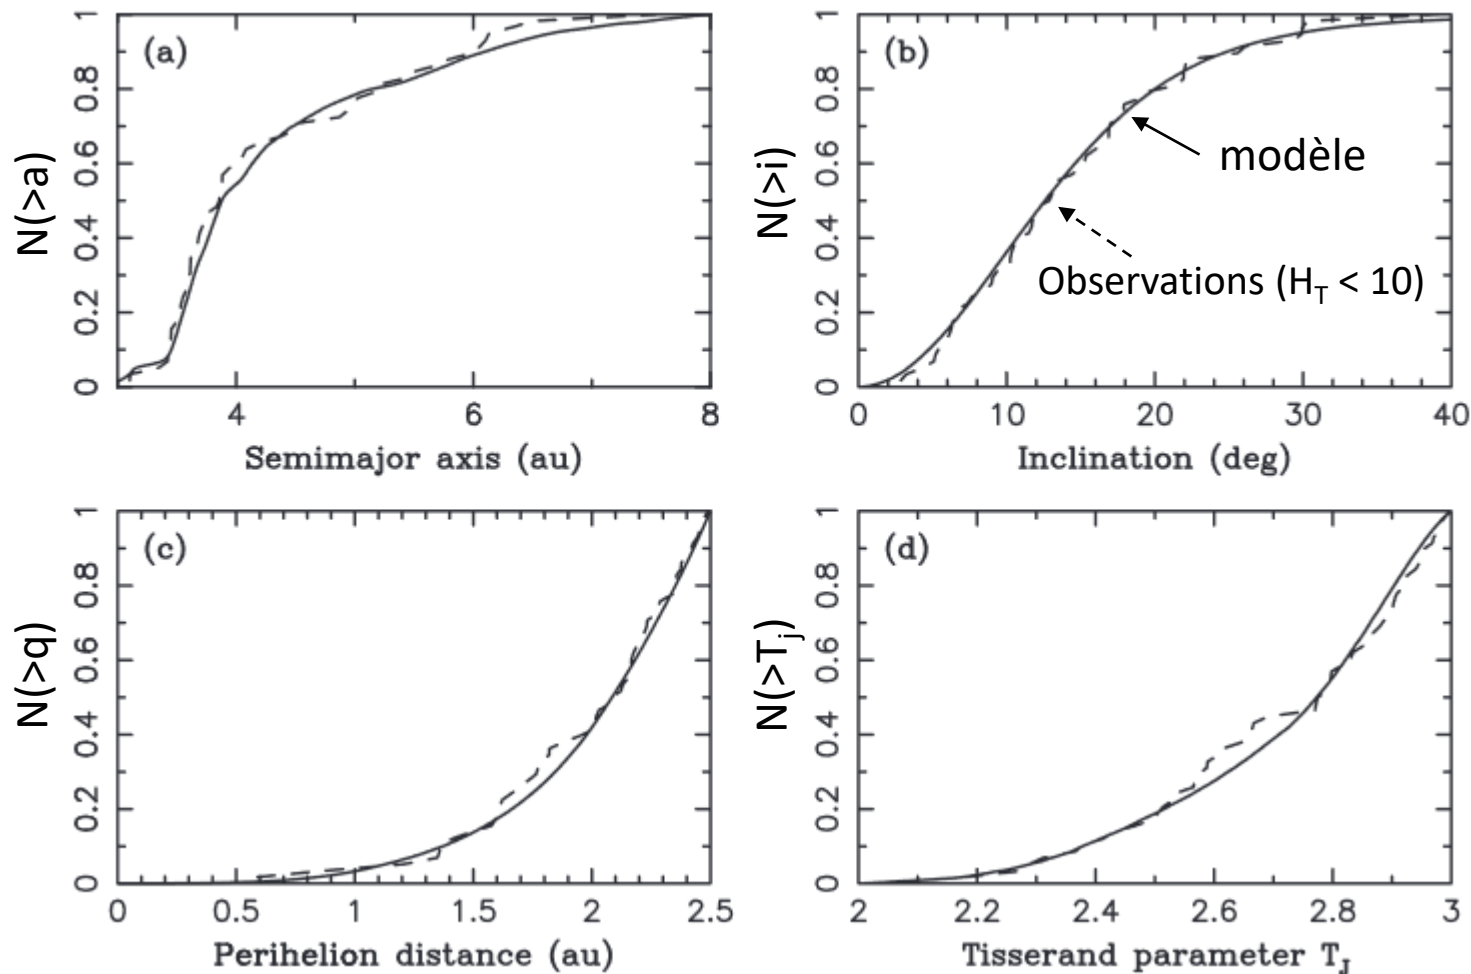 (a)
N(>a)
0 0.2 0.4 0.6 0.8 1
4 6 8
Semimajor axis (au)
(b)
N(>i)
0 0.2 0.4 0.6 0.8 1
modèle
Observations (H_T < 10)
0 10 20 30 40
Inclination (deg)
(c)
N(>q)
0 0.2 0.4 0.6 0.8 1
0 0.5 1 1.5 2 2.5
Perihelion distance (au)
(d)
N(>T_j)
0 0.2 0.4 0.6 0.8 1
2 2.2 2.4 2.6 2.8 3
Tisserand parameter T_J